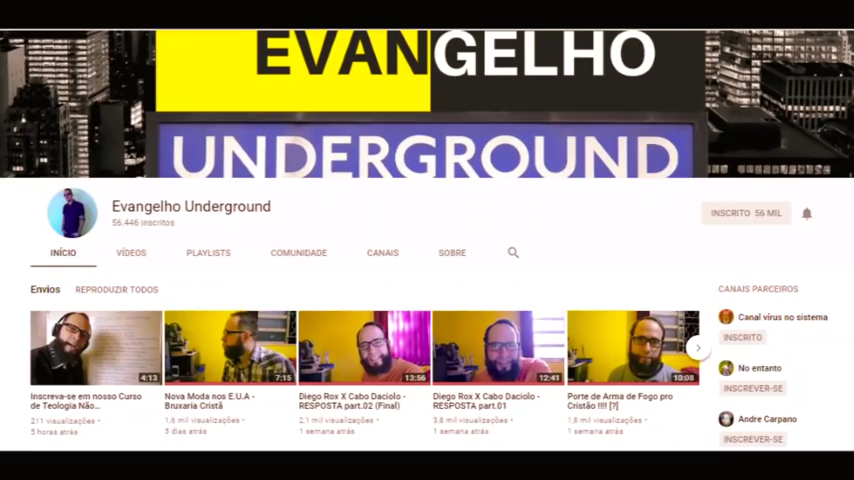 EVANGELHO
UNDERGROUND
Evangelho Underground
56.446 inscritos
INSCRITO 56 MIL
INÍCIO VÍDEOS PLAYLISTS COMUNIDADE CANAIS SOBRE
Envios REPRODUZIR TODOS
CANAIS PARCEIROS
Canal vírus no sistema
INSCRITO
No entanto
INSCREVER-SE
Andre Carpano
INSCREVER-SE
4:13
Inscreva-se em nosso Curso
de Teologia Não...
211 visualizações •
5 horas atrás
7:15
Nova Moda nos E.U.A -
Bruxaria Cristã
1,6 mil visualizações •
5 dias atrás
13:56
Diego Rox X Cabo Daciolo -
RESPOSTA part.02 (Final)
2,1 mil visualizações •
1 semana atrás
12:41
Diego Rox X Cabo Daciolo -
RESPOSTA part.01
3,8 mil visualizações •
1 semana atrás
10:08
Porte de Arma de Fogo pro
Cristão !!!! [?]
1,8 mil visualizações •
1 semana atrás